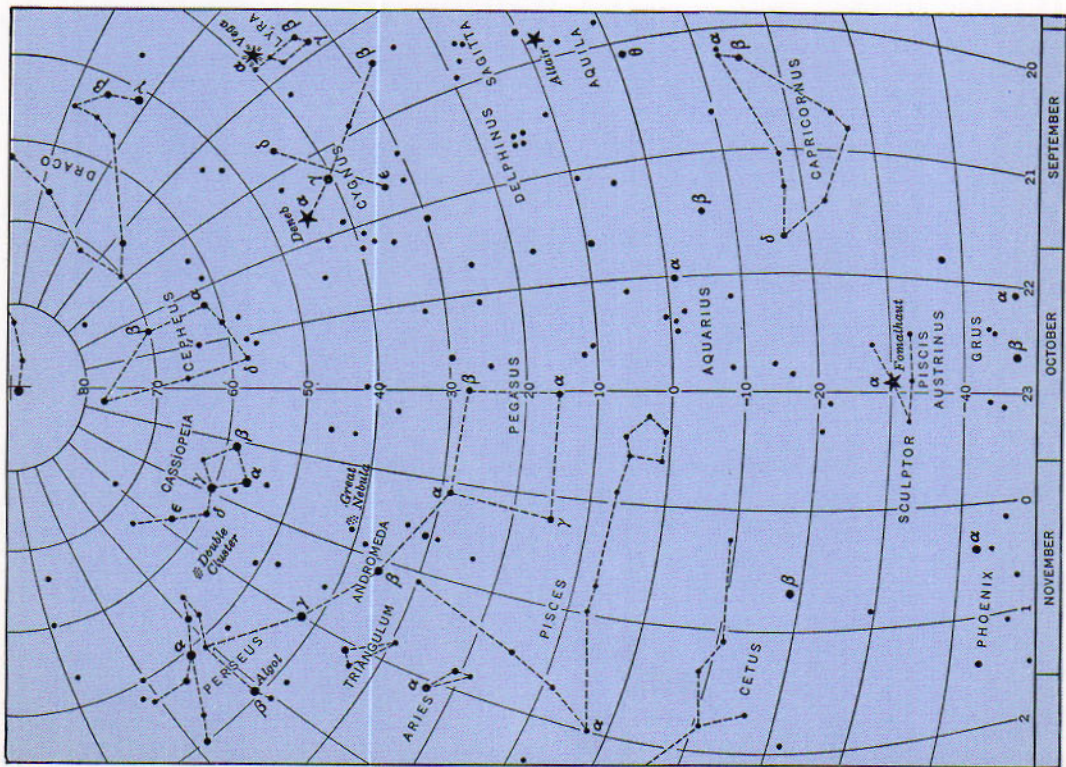 α
Vega
LYRA
β
γ
β
SAGITTA
Altair
AQUILA
θ
α
β
20
β
γ
DRACO
δ
CYGNUS
γ
ε
α
Deneb
DELPHINUS
CAPRICORNUS
δ
β
21
SEPTEMBER
α
β
CEPHEUS
δ
α
AQUARIUS
α
Fomalhaut
PISCIS
AUSTRINUS
GRUS
α
β
22
OCTOBER
80
70
60
50
40
30
20
10
0
-10
-20
40
23
β
PEGASUS
α
CASSIOPEIA
β
γ
α
δ
ε
Double
Cluster
Great
Nebula
α
γ
SCULPTOR
0
ANDROMEDA
β
γ
PISCES
β
PHOENIX
α
1
NOVEMBER
α
PERSEUS
Algol
β
TRIANGULUM
ARIES
α
α
CETUS
2